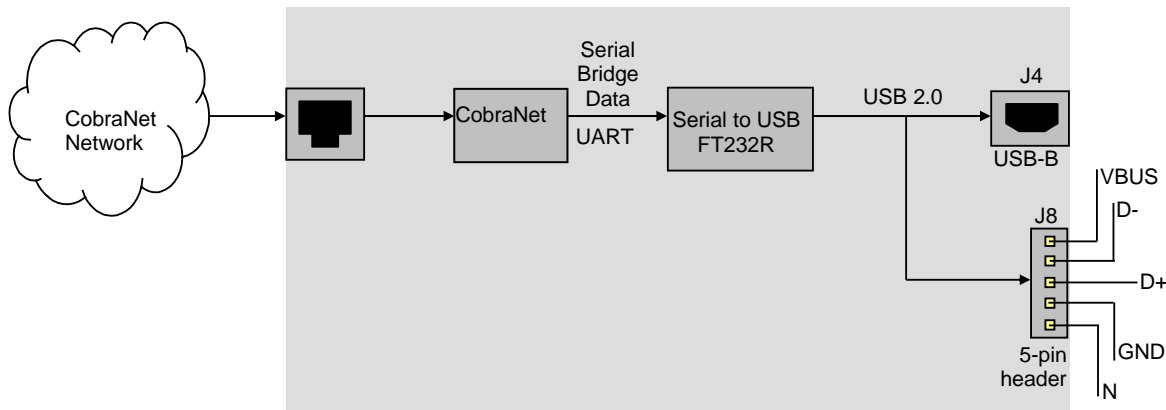 CobraNet
Network
CobraNet
Serial
Bridge
Data
UART
Serial to USB
FT232R
USB 2.0
J4
USB-B
VBUS
D-
J8
D+
GND
5-pin
header
N